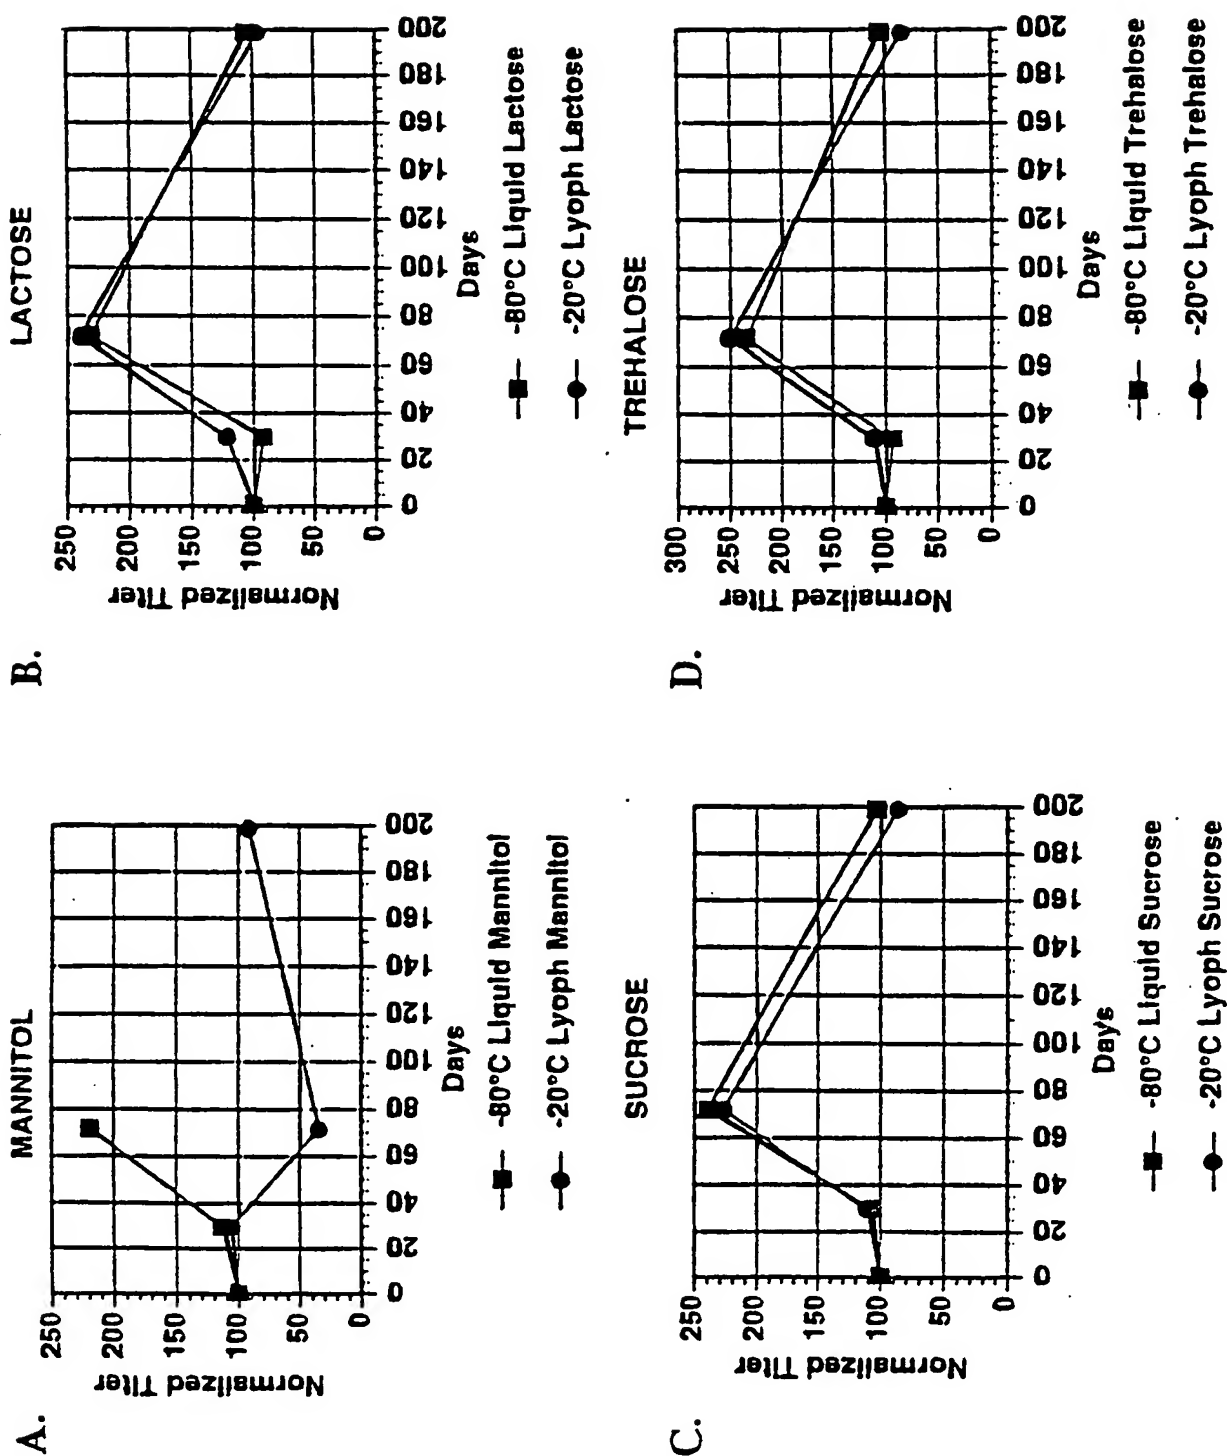 A.
MANNITOL
Normalized Titer
250
200
150
100
50
0
0 20 40 60 80 100 120 140 160 180 200
Days
-80°C Liquid Mannitol
-20°C Lyoph Mannitol
B.
LACTOSE
Normalized Titer
250
200
150
100
50
0
0 20 40 60 80 100 120 140 160 180 200
Days
-80°C Liquid Lactose
-20°C Lyoph Lactose
C.
SUCROSE
Normalized Titer
250
200
150
100
50
0
0 20 40 60 80 100 120 140 160 180 200
Days
-80°C Liquid Sucrose
-20°C Lyoph Sucrose
D.
TREHALOSE
Normalized Titer
300
250
200
150
100
50
0
0 20 40 60 80 100 120 140 160 180 200
Days
-80°C Liquid Trehalose
-20°C Lyoph Trehalose